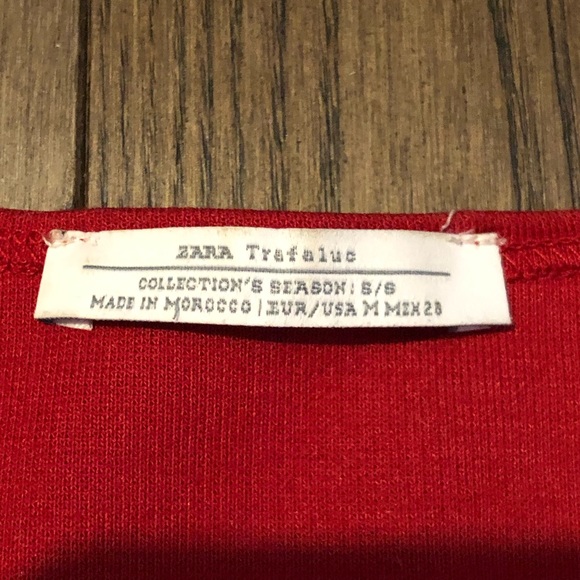 ZARA Trafaluc
COLLECTION'S SEASON: S/S
MADE IN MOROCCO | EUR/USA M MEX 28